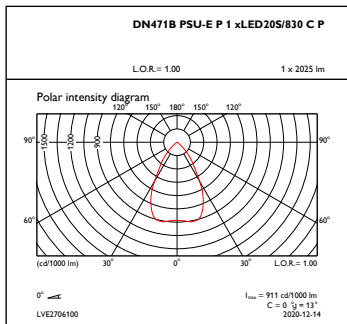 DN471B PSU-E P 1 xLED20S/830 C P
L.O.R.= 1.00 1 x 2025 lm
Polar intensity diagram
120° 150° 180° 150° 120°
90° 1500 1200 900 90°
60° 60°
30° 0° 30°
(cd/1000 lm) L.O.R.= 1.00
0° Imax = 911 cd/1000 lm
C = 0 °g = 13°
LVE2706100 2020-12-14